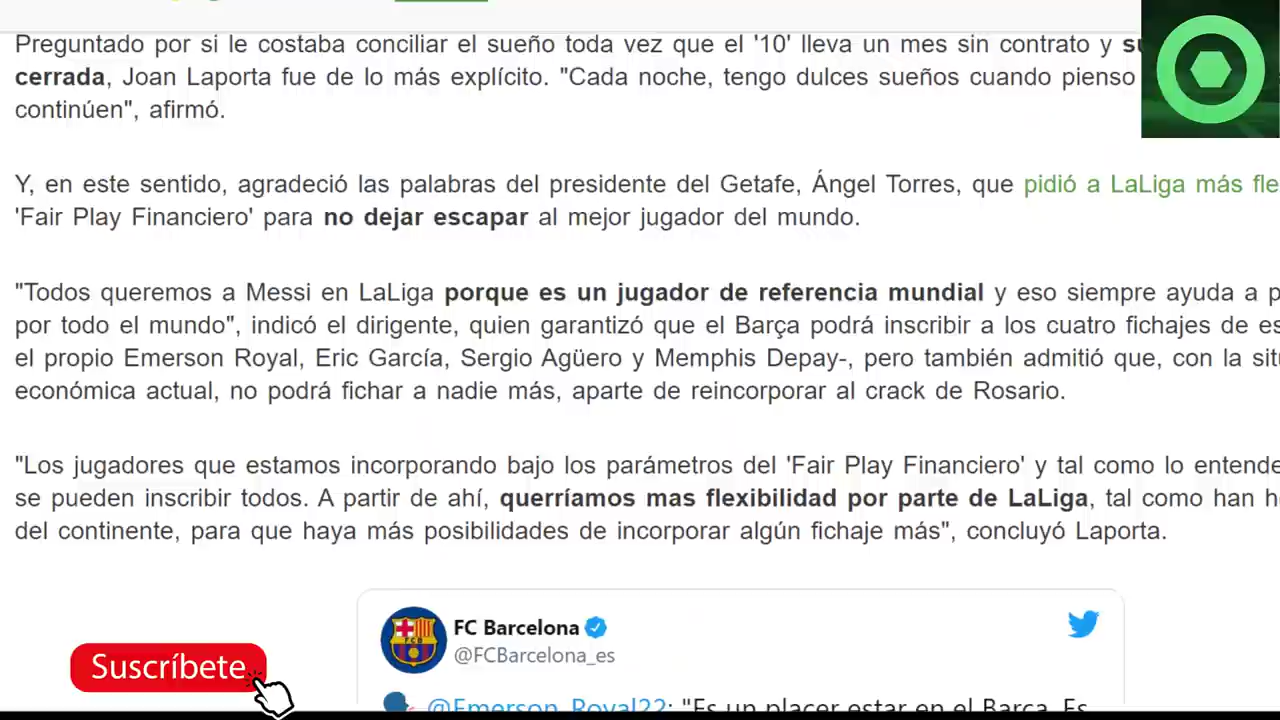 Preguntado por si le costaba conciliar el sueño toda vez que el '10' lleva un mes sin contrato y
cerrada, Joan Laporta fue de lo más explícito. "Cada noche, tengo dulces sueños cuando pienso
continúen", afirmó.
Y, en este sentido, agradeció las palabras del presidente del Getafe, Ángel Torres, que pidió a LaLiga más
'Fair Play Financiero' para no dejar escapar al mejor jugador del mundo.
"Todos queremos a Messi en LaLiga porque es un jugador de referencia mundial y eso siempre ayuda a
por todo el mundo", indicó el dirigente, quien garantizó que el Barça podrá inscribir a los cuatro fichajes de
el propio Emerson Royal, Eric García, Sergio Agüero y Memphis Depay-, pero también admitió que, con la
económica actual, no podrá fichar a nadie más, aparte de reincorporar al crack de Rosario.
"Los jugadores que estamos incorporando bajo los parámetros del 'Fair Play Financiero' y tal como lo
se pueden inscribir todos. A partir de ahí, querríamos mas flexibilidad por parte de LaLiga, tal como han
del continente, para que haya más posibilidades de incorporar algún fichaje más", concluyó Laporta.
FC Barcelona
@FCBarcelona_es
Suscríbete
@Emerson_Royal22: "Es un placer estar en el Barça. Es